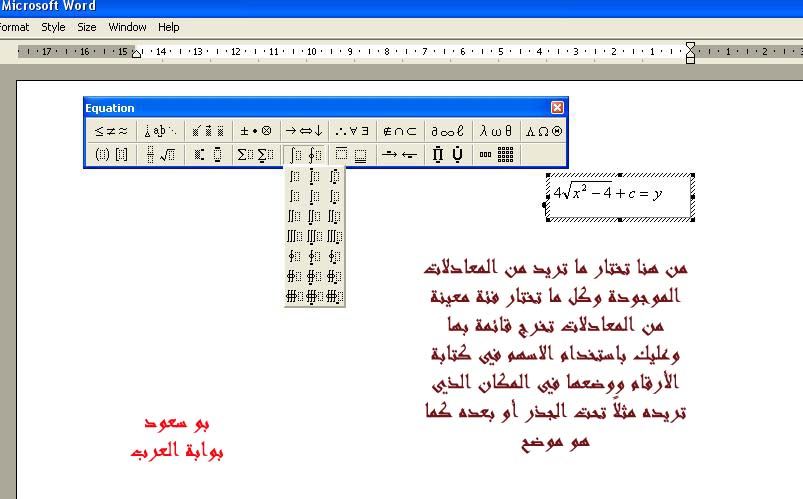 Microsoft Word
Format Style Size Window Help
17 16 15 14 13 12 11 10 9 8 7 6 5 4 3 2 1 1 2 3
Equation
≤ ≠ ≈ ± • ⊗ → ⇔ ↓ ∴ ∀ ∃ ∉ ∩ ⊂ ∂ ∞ ℓ λ ω θ Λ Ω Θ
4√x² − 4 + c = y
من هنا تختار ما تريد من المعادلات
الموجودة وكل ما تختار فئة معينة
من المعادلات تخرج قائمة بها
وعليك باستخدام الاسهم في كتابة
الأرقام ووضعها في المكان الذي
تريده مثلاً تحت الجذر أو بعده كما
هو موضح
بو سعود
بوابة العرب